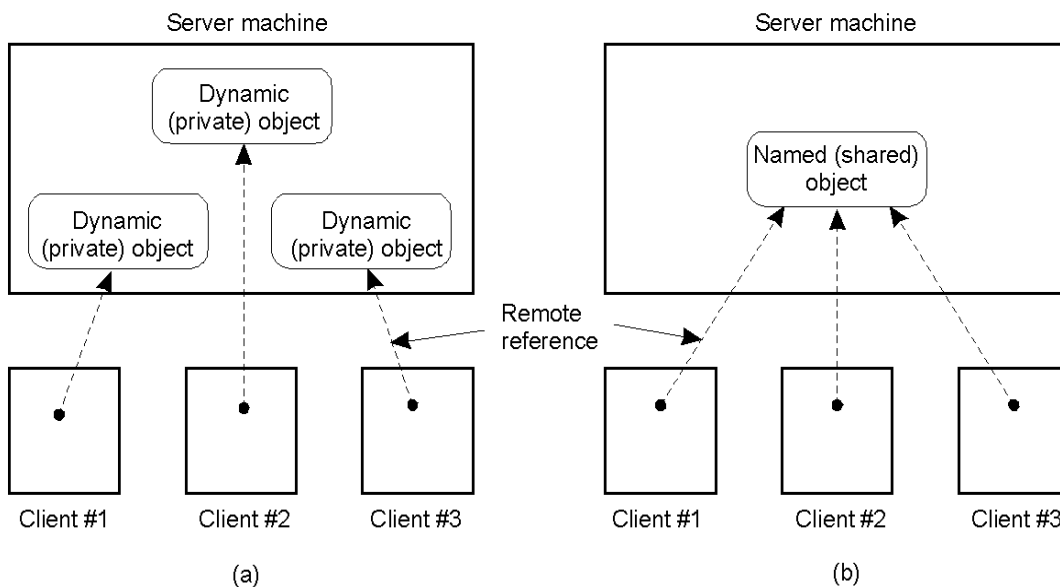 Server machine
Dynamic
(private) object
Dynamic
(private) object
Dynamic
(private) object
Client #1
Client #2
Client #3
(a)
Remote
reference
Server machine
Named (shared)
object
Client #1
Client #2
Client #3
(b)